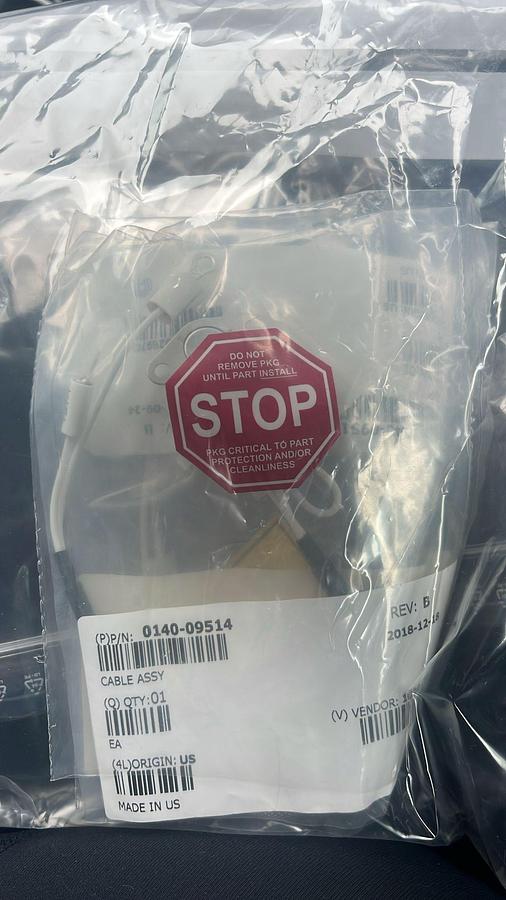 DO NOT
REMOVE PKG
UNTIL PART INSTALL
STOP
PKG CRITICAL TO PART
PROTECTION AND/OR
CLEANLINESS
(P)P/N: 0140-09514
REV: B
CABLE ASSY
(Q) QTY:01
(V) VENDOR:
EA
(4L)ORIGIN: US
MADE IN US